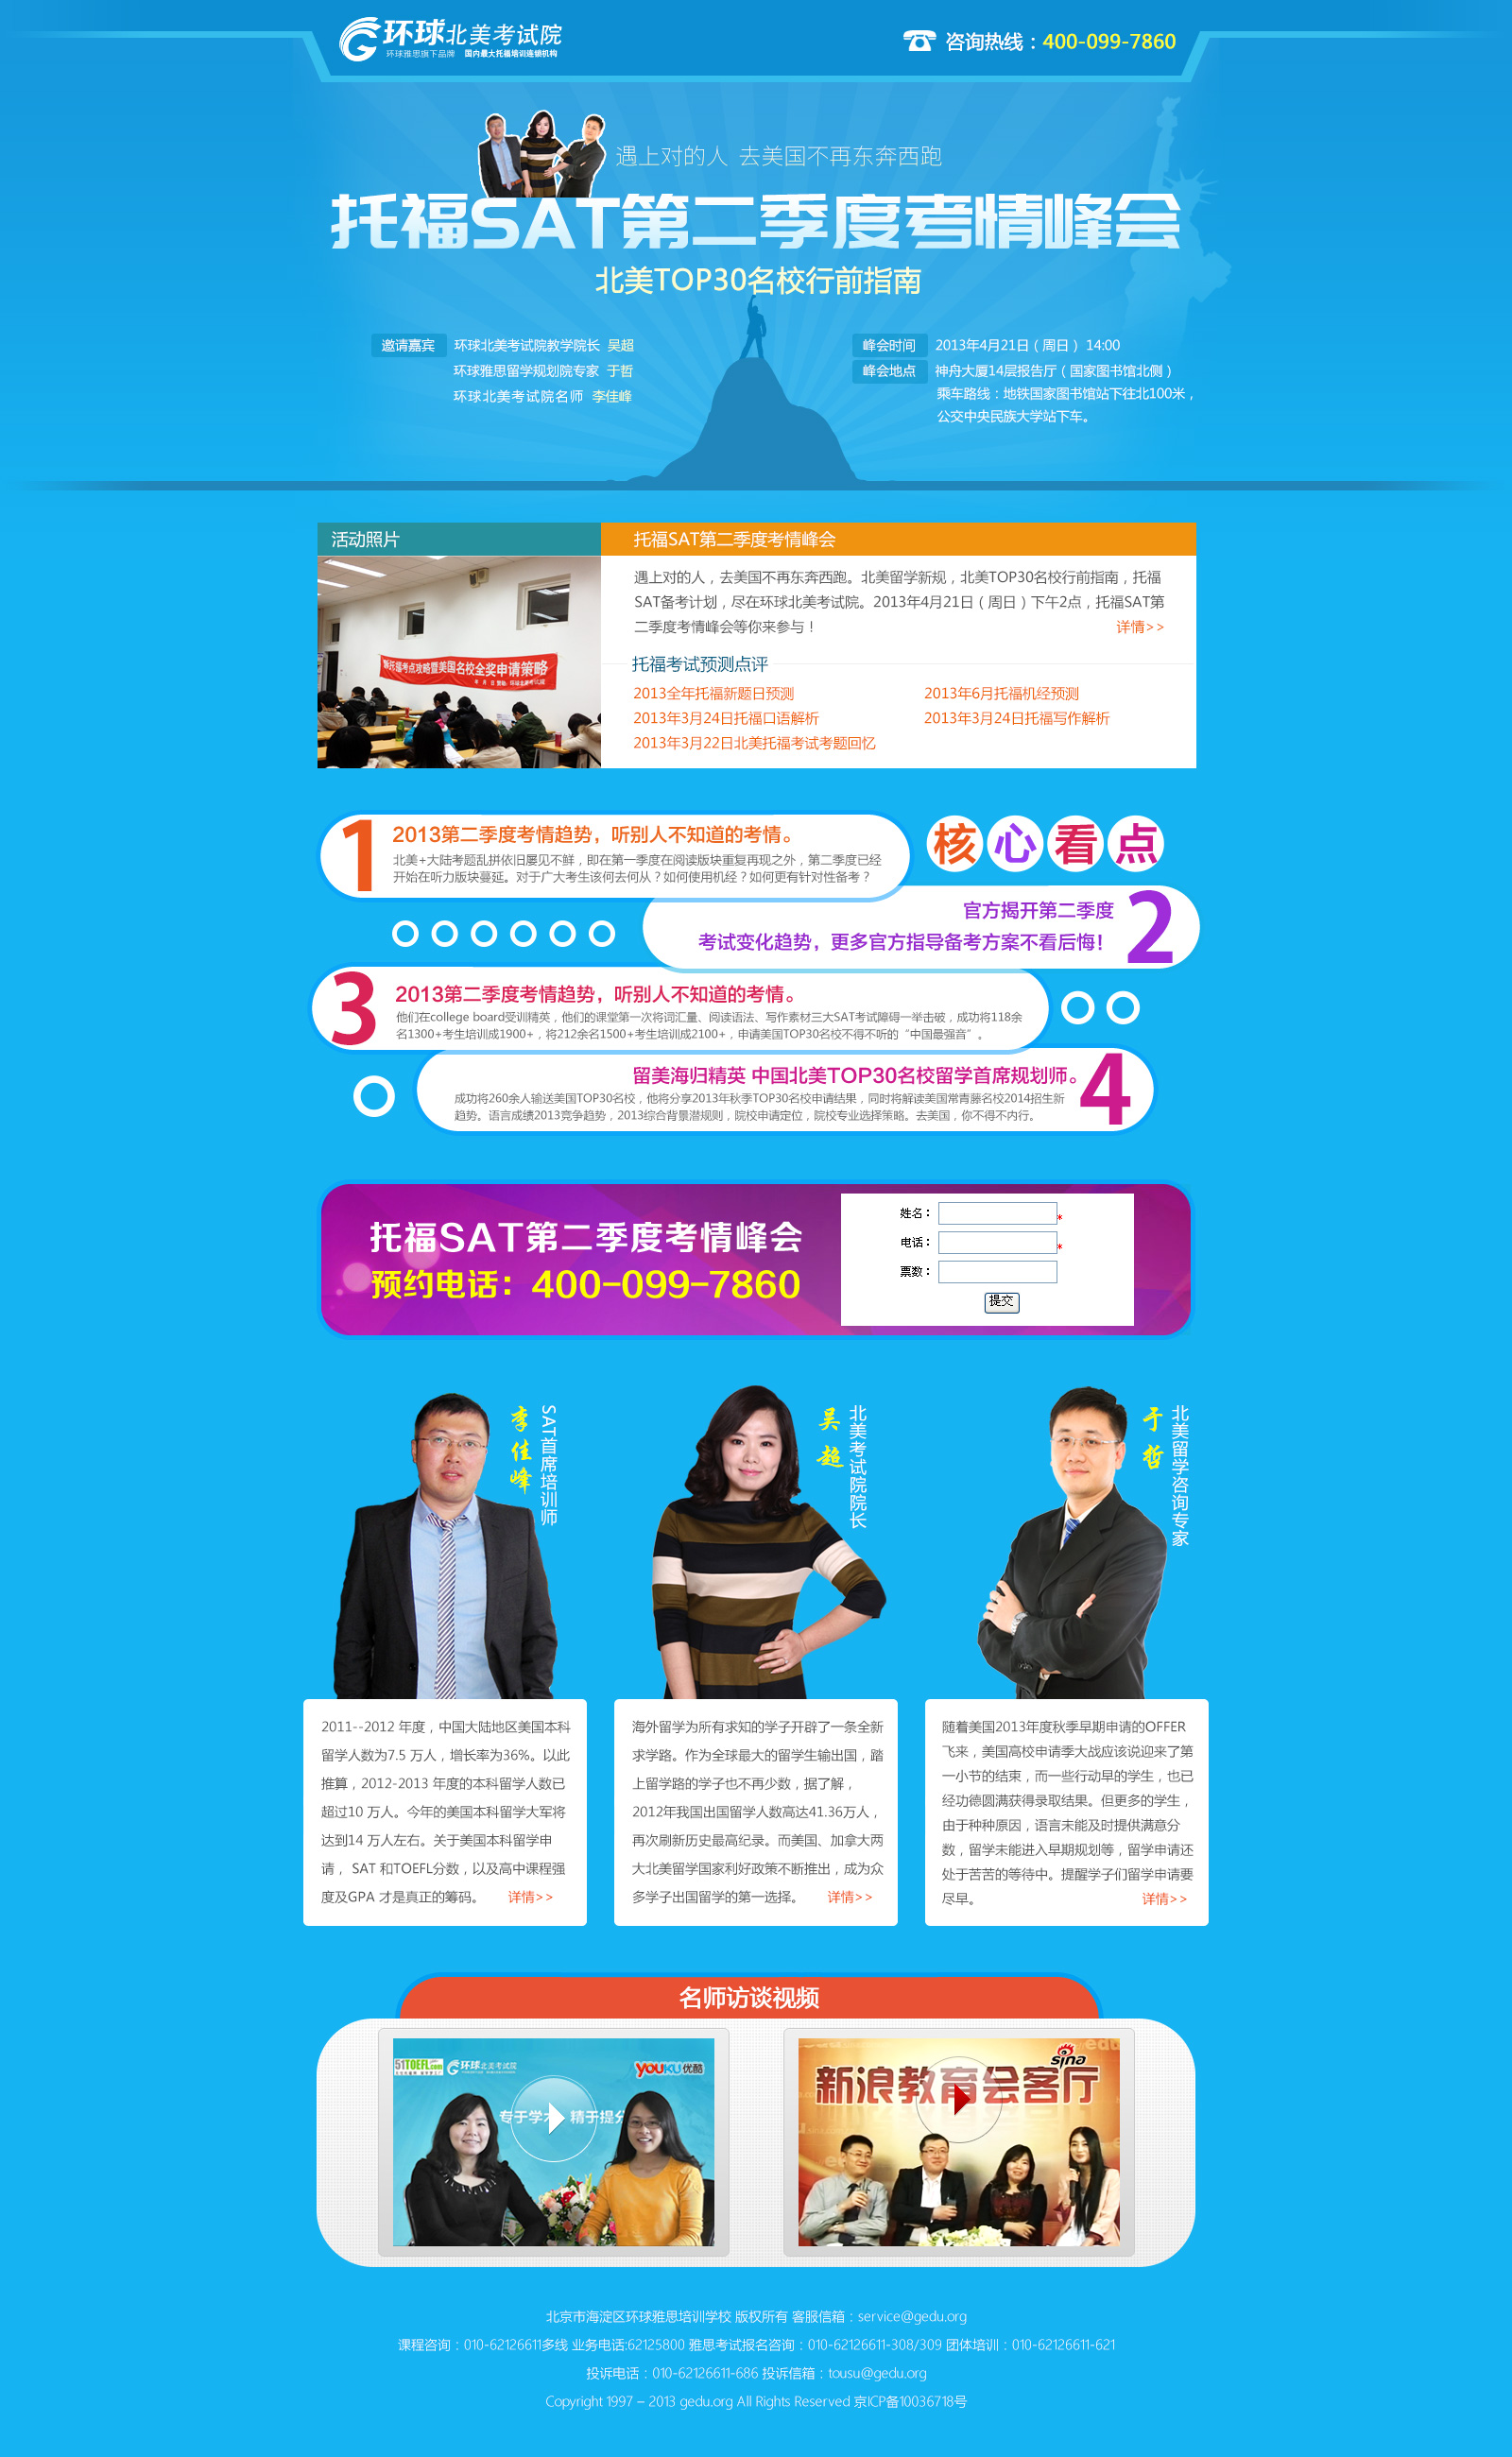 环球北美考试院
环球雅思旗下品牌 国内最大托福培训连锁机构
咨询热线：400-099-7860
遇上对的人 去美国不再东奔西跑
托福SAT第二季度考情峰会
北美TOP30名校行前指南
邀请嘉宾 环球北美考试院教学院长 吴超
环球雅思留学规划院专家 于哲
环球北美考试院名师 李佳峰
峰会时间 2013年4月21日（周日）14:00
峰会地点 神舟大厦14层报告厅（国家图书馆北侧）
乘车路线：地铁国家图书馆站下往北100米，
公交中央民族大学站下车。
活动照片
托福考点攻略暨美国名校全奖申请策略
托福SAT第二季度考情峰会
遇上对的人，去美国不再东奔西跑。北美留学新规，北美TOP30名校行前指南，托福
SAT备考计划，尽在环球北美考试院。2013年4月21日（周日）下午2点，托福SAT第
二季度考情峰会等你来参与！ 详情>>
托福考试预测点评
2013全年托福新题日预测 2013年6月托福机经预测
2013年3月24日托福口语解析 2013年3月24日托福写作解析
2013年3月22日北美托福考试考题回忆
核心看点
1 2013第二季度考情趋势，听别人不知道的考情。
北美+大陆考题乱拼依旧屡见不鲜，即在第一季度在阅读版块重复再现之外，第二季度已经
开始在听力版块蔓延。对于广大考生该何去何从？如何使用机经？如何更有针对性备考？
官方揭开第二季度
考试变化趋势，更多官方指导备考方案不看后悔！ 2
3 2013第二季度考情趋势，听别人不知道的考情。
他们在college board受训精英，他们的课堂第一次将词汇量、阅读语法、写作素材三大SAT考试障碍一举击破，成功将118余
名1300+考生培训成1900+，将212余名1500+考生培训成2100+，申请美国TOP30名校不得不听的“中国最强音”。
留美海归精英 中国北美TOP30名校留学首席规划师。 4
成功将260余人输送美国TOP30名校，他将分享2013年秋季TOP30名校申请结果，同时将解读美国常青藤名校2014招生新
趋势。语言成绩2013竞争趋势，2013综合背景潜规则，院校申请定位，院校专业选择策略。去美国，你不得不内行。
托福SAT第二季度考情峰会
预约电话：400-099-7860
姓名： *
电话： *
票数：
提交
李佳峰 SAT首席培训师
吴超 北美考试院院长
于哲 北美留学咨询专家
2011--2012 年度，中国大陆地区美国本科
留学人数为7.5 万人，增长率为36%。以此
推算，2012-2013 年度的本科留学人数已
超过10 万人。今年的美国本科留学大军将
达到14 万人左右。关于美国本科留学申
请， SAT 和TOEFL分数，以及高中课程强
度及GPA 才是真正的筹码。 详情>>
海外留学为所有求知的学子开辟了一条全新
求学路。作为全球最大的留学生输出国，踏
上留学路的学子也不再少数，据了解，
2012年我国出国留学人数高达41.36万人，
再次刷新历史最高纪录。而美国、加拿大两
大北美留学国家利好政策不断推出，成为众
多学子出国留学的第一选择。 详情>>
随着美国2013年度秋季早期申请的OFFER
飞来，美国高校申请季大战应该说迎来了第
一小节的结束，而一些行动早的学生，也已
经功德圆满获得录取结果。但更多的学生，
由于种种原因，语言未能及时提供满意分
数，留学未能进入早期规划等，留学申请还
处于苦苦的等待中。提醒学子们留学申请要
尽早。 详情>>
名师访谈视频
51TOEFL.com 环球北美考试院 YOUKU优酷
专于学术 精于提分
sina
新浪教育会客厅
北京市海淀区环球雅思培训学校 版权所有 客服信箱：service@gedu.org
课程咨询：010-62126611多线 业务电话:62125800 雅思考试报名咨询：010-62126611-308/309 团体培训：010-62126611-621
投诉电话：010-62126611-686 投诉信箱：tousu@gedu.org
Copyright 1997 – 2013 gedu.org All Rights Reserved 京ICP备10036718号